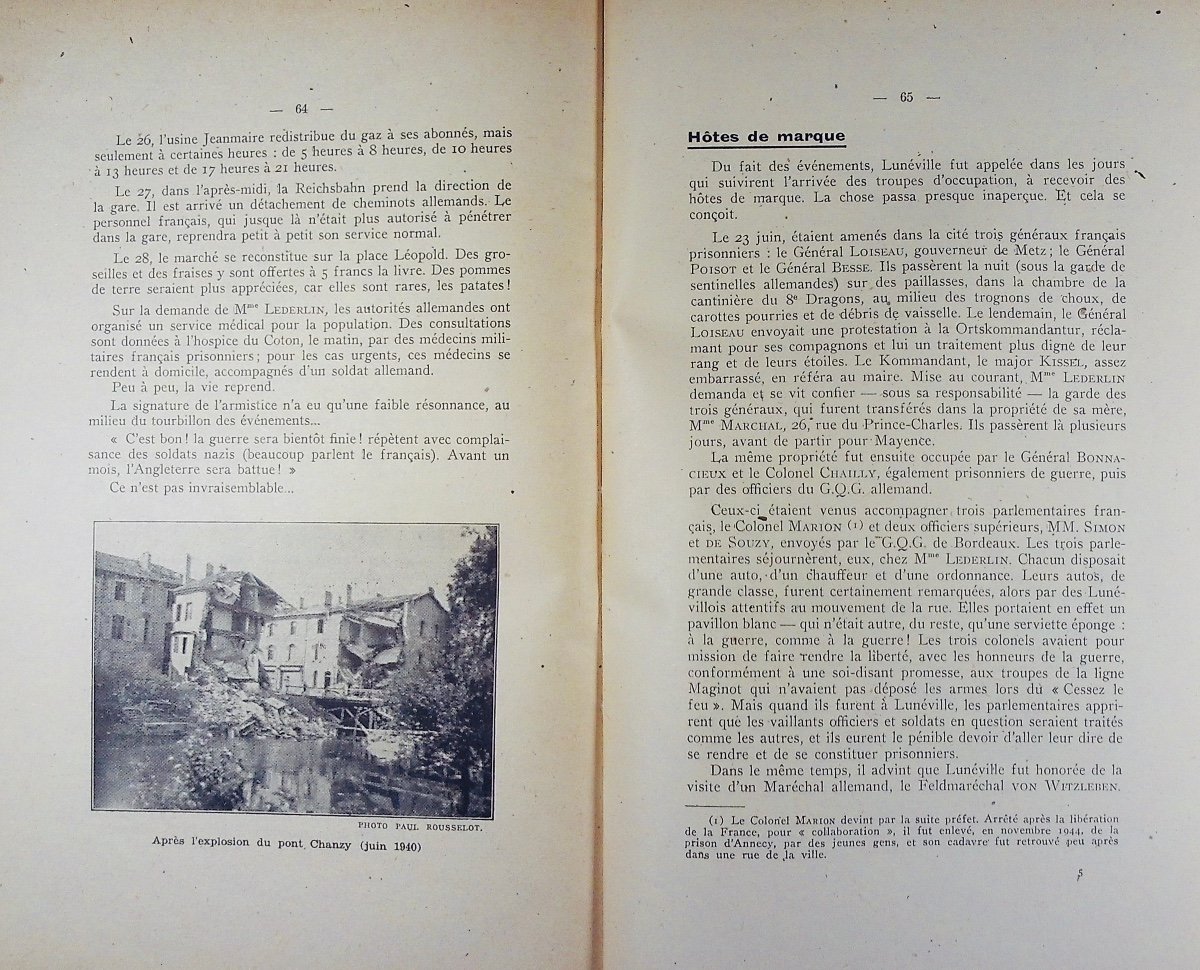 — 64 —
Le 26, l'usine Jeanmaire redistribue du gaz à ses abonnés, mais
seulement à certaines heures : de 5 heures à 8 heures, de 10 heures
à 13 heures et de 17 heures à 21 heures.
Le 27, dans l'après-midi, la Reichsbahn prend la direction de
la gare. Il est arrivé un détachement de cheminots allemands. Le
personnel français, qui jusque là n'était plus autorisé à pénétrer
dans la gare, reprendra petit à petit son service normal.
Le 28, le marché se reconstitue sur la place Léopold. Des gro-
seilles et des fraises y sont offertes à 5 francs la livre. Des pommes
de terre seraient plus appréciées, car elles sont rares, les patates !
Sur la demande de Mme LEDERLIN, les autorités allemandes ont
organisé un service médical pour la population. Des consultations
sont données à l'hospice du Coton, le matin, par des médecins mili-
taires français prisonniers ; pour les cas urgents, ces médecins se
rendent à domicile, accompagnés d'un soldat allemand.
Peu à peu, la vie reprend.
La signature de l'armistice n'a eu qu'une faible résonnance, au
milieu du tourbillon des événements...
« C'est bon ! la guerre sera bientôt finie ! répètent avec complai-
sance des soldats nazis (beaucoup parlent le français). Avant un
mois, l'Angleterre sera battue ! »
Ce n'est pas invraisemblable...
PHOTO PAUL ROUSSELOT.
Après l'explosion du pont Chanzy (juin 1940)
— 65 —
Hôtes de marque
Du fait des événements, Lunéville fut appelée dans les jours
qui suivirent l'arrivée des troupes d'occupation, à recevoir des
hôtes de marque. La chose passa presque inaperçue. Et cela se
conçoit.
Le 23 juin, étaient amenés dans la cité trois généraux français
prisonniers : le Général LOISEAU, gouverneur de Metz ; le Général
POISOT et le Général BESSE. Ils passèrent la nuit (sous la garde de
sentinelles allemandes) sur des paillasses, dans la chambre de la
cantinière du 8e Dragons, au milieu des trognons de choux, de
carottes pourries et de débris de vaisselle. Le lendemain, le Général
LOISEAU envoyait une protestation à la Ortskommandantur, récla-
mant pour ses compagnons et lui un traitement plus digne de leur
rang et de leurs étoiles. Le Kommandant, le major KISSEL, assez
embarrassé, en référa au maire. Mise au courant, Mme LEDERLIN
demanda et se vit confier — sous sa responsabilité — la garde des
trois généraux, qui furent transférés dans la propriété de sa mère,
Mme MARCHAL, 26, rue du Prince-Charles. Ils passèrent là plusieurs
jours, avant de partir pour Mayence.
La même propriété fut ensuite occupée par le Général BONNA-
CIEUX et le Colonel CHAILLY, également prisonniers de guerre, puis
par des officiers du G.Q.G. allemand.
Ceux-ci étaient venus accompagner trois parlementaires fran-
çais, le Colonel MARION (1) et deux officiers supérieurs, MM. SIMON
et DE SOUZY, envoyés par le G.Q.G. de Bordeaux. Les trois parle-
mentaires séjournèrent, eux, chez Mme LEDERLIN. Chacun disposait
d'une auto, d'un chauffeur et d'une ordonnance. Leurs autos, de
grande classe, furent certainement remarquées, alors par des Luné-
villois attentifs au mouvement de la rue. Elles portaient en effet un
pavillon blanc — qui n'était autre, du reste, qu'une serviette éponge :
à la guerre, comme à la guerre ! Les trois colonels avaient pour
mission de faire rendre la liberté, avec les honneurs de la guerre,
conformément à une soi-disant promesse, aux troupes de la ligne
Maginot qui n'avaient pas déposé les armes lors du « Cessez le
feu ». Mais quand ils furent à Lunéville, les parlementaires appri-
rent que les vaillants officiers et soldats en question seraient traités
comme les autres, et ils eurent le pénible devoir d'aller leur dire de
se rendre et de se constituer prisonniers.
Dans le même temps, il advint que Lunéville fut honorée de la
visite d'un Maréchal allemand, le Feldmaréchal VON WITZLEBEN.
(1) Le Colonel MARION devint par la suite préfet. Arrêté après la libération
de la France, pour « collaboration », il fut enlevé, en novembre 1944, de la
prison d'Annecy, par des jeunes gens, et son cadavre fut retrouvé peu après
dans une rue de la ville.
5